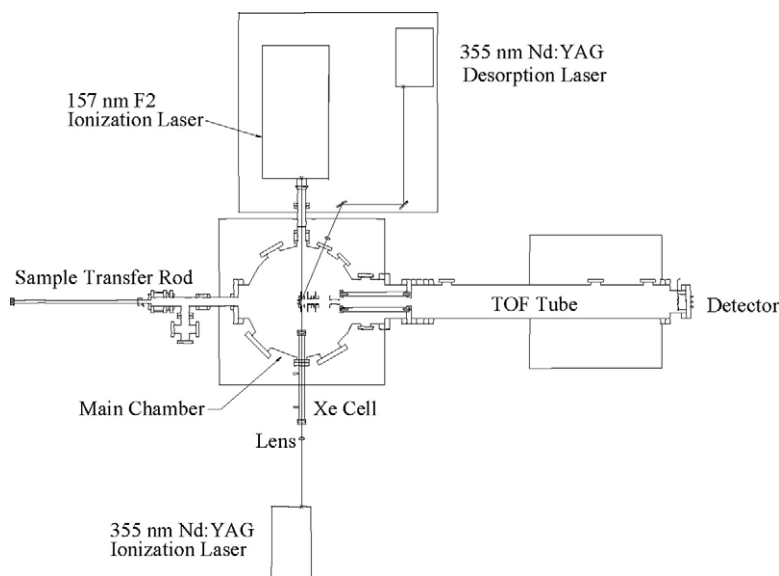 355 nm Nd:YAG
Desorption Laser
157 nm F2
Ionization Laser
Sample Transfer Rod
TOF Tube
Detector
Main Chamber
Xe Cell
Lens
355 nm Nd:YAG
Ionization Laser